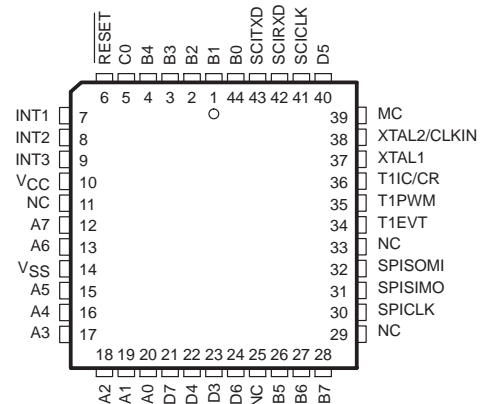 RESET C0 B4 B3 B2 B1 B0 SCITXD SCIRXD SCICLK D5
6 5 4 3 2 1 44 43 42 41 40
INT1 7 39 MC
INT2 8 38 XTAL2/CLKIN
INT3 9 37 XTAL1
VCC 10 36 T1IC/CR
NC 11 35 T1PWM
A7 12 34 T1EVT
A6 13 33 NC
VSS 14 32 SPISOMI
A5 15 31 SPISIMO
A4 16 30 SPICLK
A3 17 29 NC
18 19 20 21 22 23 24 25 26 27 28
A2 A1 A0 D7 D4 D3 D6 NC B5 B6 B7